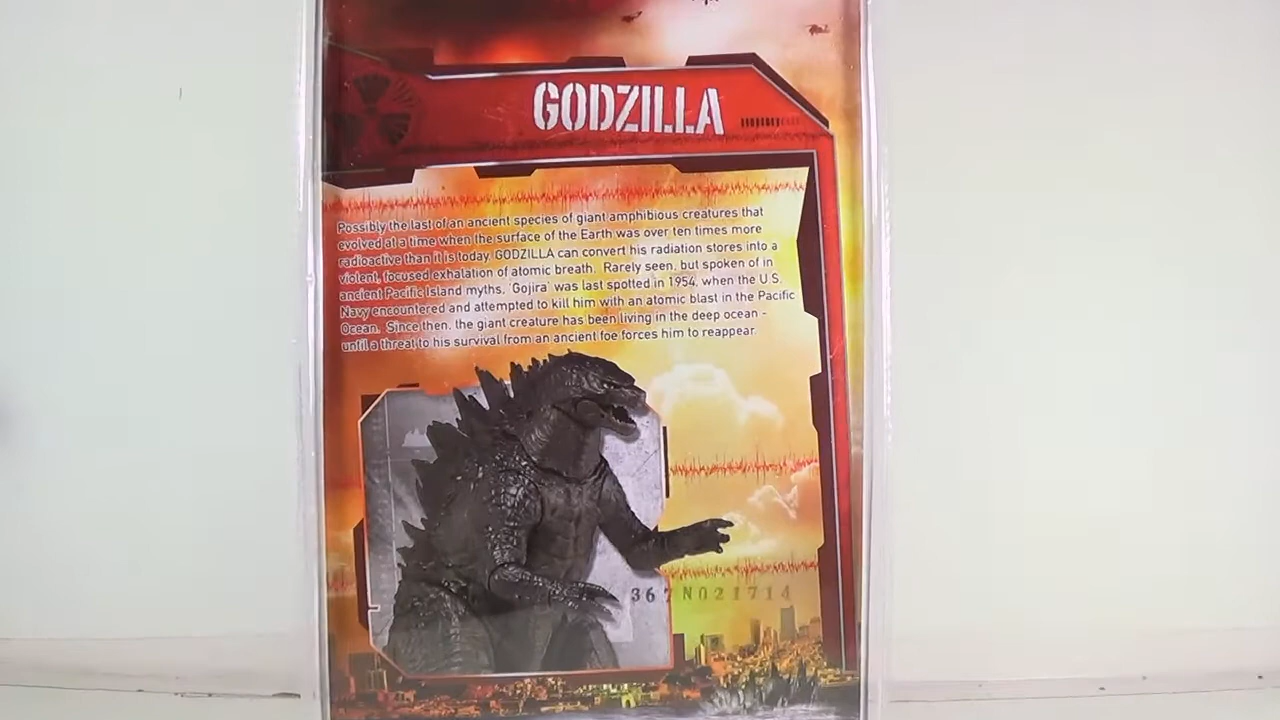 GODZILLA
Possibly the last of an ancient species of giant amphibious creatures that
evolved at a time when the surface of the Earth was over ten times more
radioactive than it is today, GODZILLA can convert his radiation stores into a
violent, focused exhalation of atomic breath. Rarely seen, but spoken of in
ancient Pacific Island myths, 'Gojira' was last spotted in 1954, when the U.S.
Navy encountered and attempted to kill him with an atomic blast in the Pacific
Ocean. Since then, the giant creature has been living in the deep ocean -
until a threat to his survival from an ancient foe forces him to reappear.
367N021714